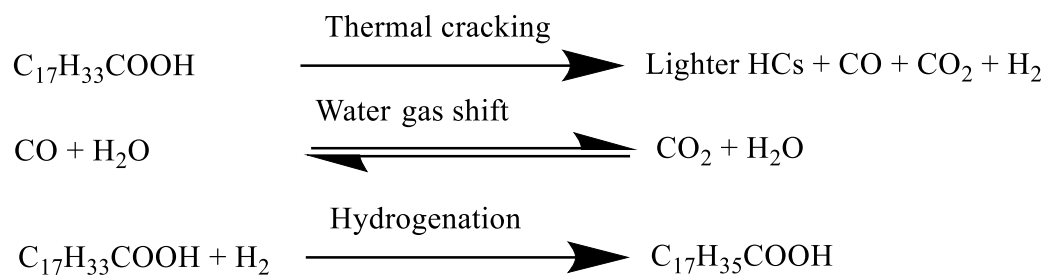 Thermal cracking
C₁₇H₃₃COOH Lighter HCs + CO + CO₂ + H₂
Water gas shift
CO + H₂O CO₂ + H₂O
Hydrogenation
C₁₇H₃₃COOH + H₂ C₁₇H₃₅COOH